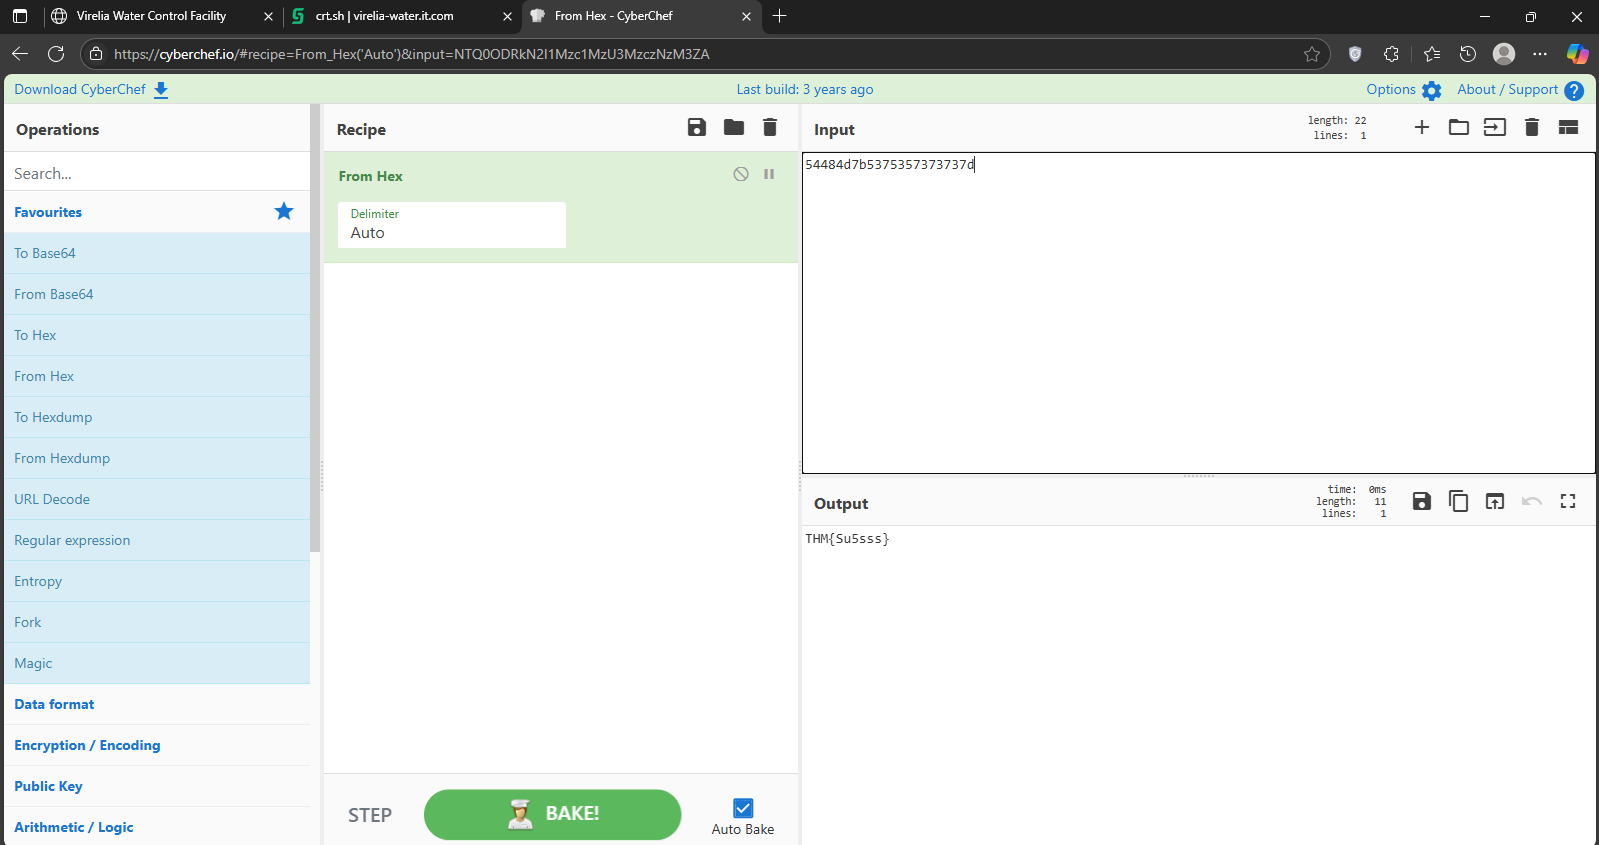 Virelia Water Control Facility
crt.sh | virelia-water.it.com
From Hex - CyberChef
https://cyberchef.io/#recipe=From_Hex('Auto')&input=NTQ0ODRkN2I1Mzc1MzU3MzczNzM3ZA
Download CyberChef
Last build: 3 years ago
Options
About / Support
?
Operations
Search...
Favourites
To Base64
From Base64
To Hex
From Hex
To Hexdump
From Hexdump
URL Decode
Regular expression
Entropy
Fork
Magic
Data format
Encryption / Encoding
Public Key
Arithmetic / Logic
Recipe
From Hex
Delimiter
Auto
STEP
BAKE!
Auto Bake
Input
length: 22
lines: 1
54484d7b5375357373737d
Output
time: 0ms
length: 11
lines: 1
THM{Su5sss}